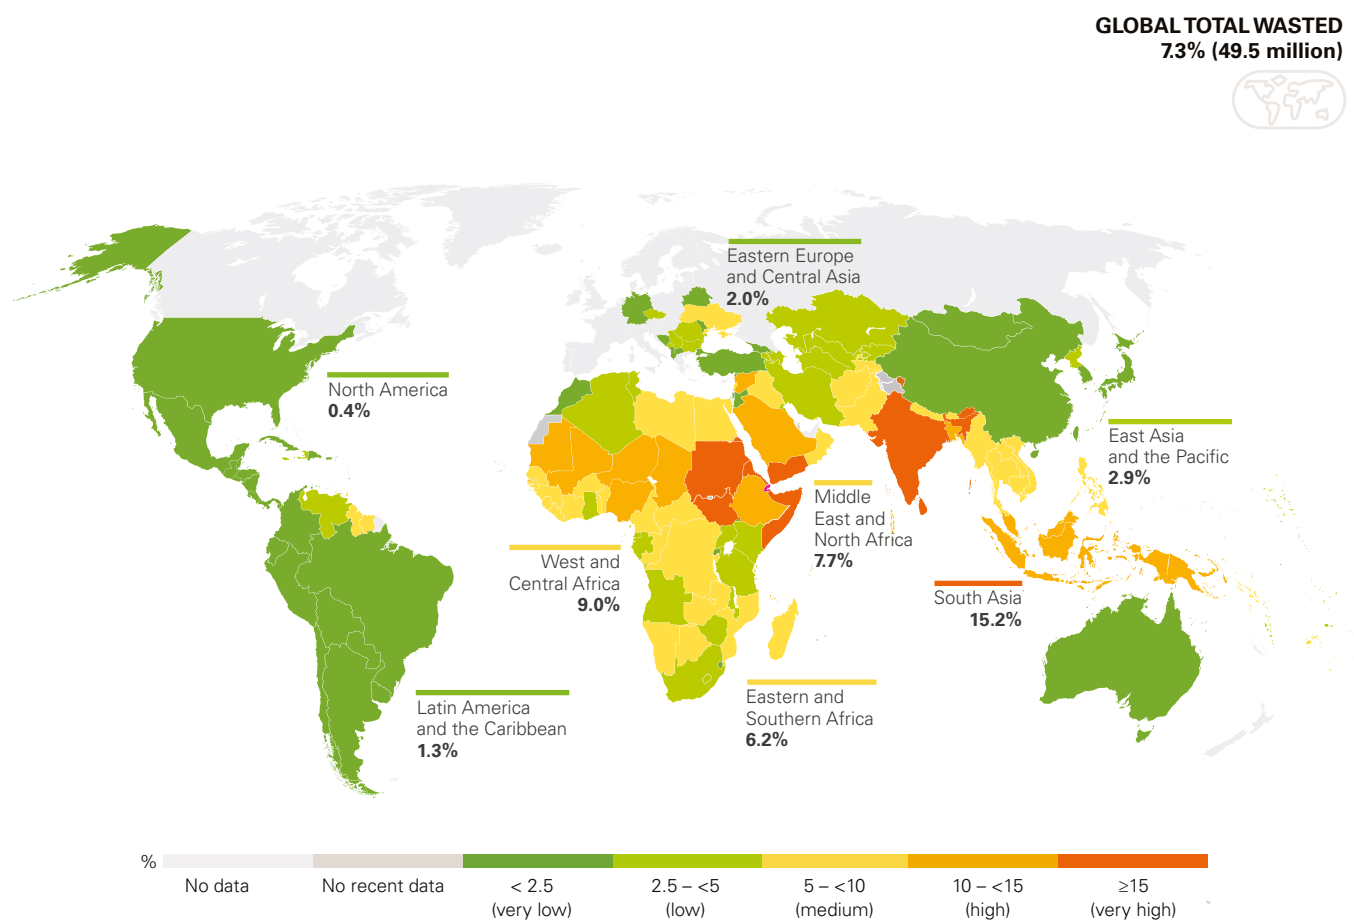 GLOBAL TOTAL WASTED
7.3% (49.5 million)
Eastern Europe
and Central Asia
2.0%
North America
0.4%
East Asia
and the Pacific
2.9%
Middle
East and
North Africa
7.7%
West and
Central Africa
9.0%
South Asia
15.2%
Eastern and
Southern Africa
6.2%
Latin America
and the Caribbean
1.3%
%
No data
No recent data
< 2.5
(very low)
2.5 – <5
(low)
5 – <10
(medium)
10 – <15
(high)
≥15
(very high)